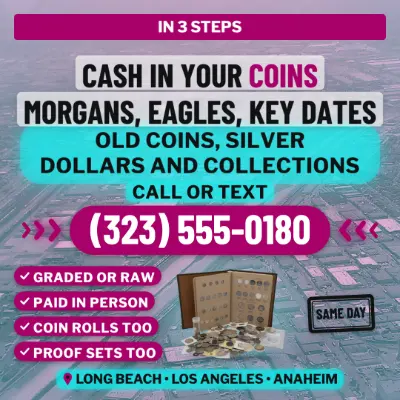 IN 3 STEPS
CASH IN YOUR COINS
MORGANS, EAGLES, KEY DATES
OLD COINS, SILVER
DOLLARS AND COLLECTIONS
CALL OR TEXT
(323) 555-0180
GRADED OR RAW
PAID IN PERSON
COIN ROLLS TOO
PROOF SETS TOO
SAME DAY
LONG BEACH • LOS ANGELES • ANAHEIM